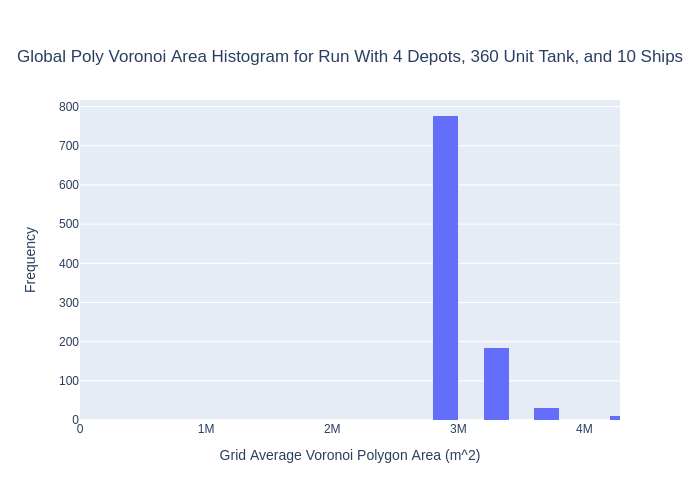 Global Poly Voronoi Area Histogram for Run With 4 Depots, 360 Unit Tank, and 10 Ships
800
700
600
500
400
300
200
100
0
Frequency
0 1M 2M 3M 4M
Grid Average Voronoi Polygon Area (m^2)